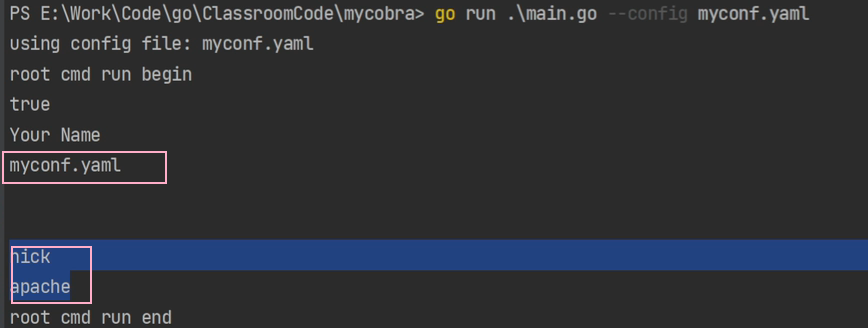 PS E:\Work\Code\go\ClassroomCode\mycobra> go run .\main.go --config myconf.yaml
using config file: myconf.yaml
root cmd run begin
true
Your Name
myconf.yaml
nick
apache
root cmd run end